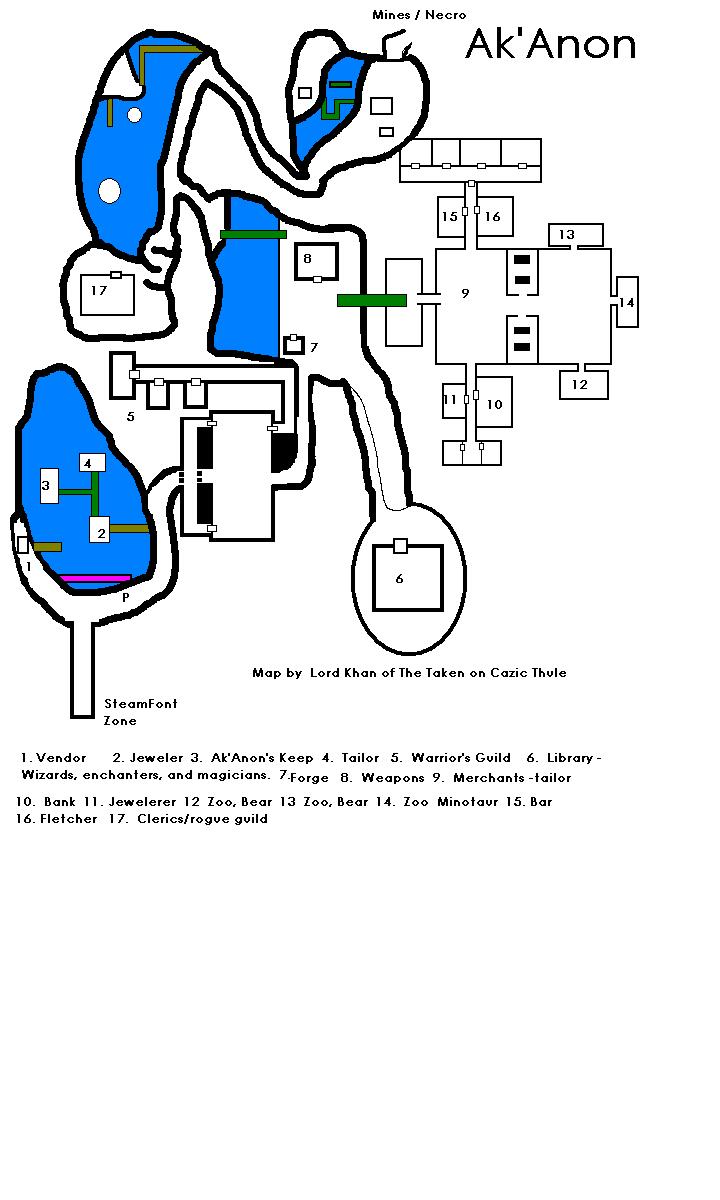 Mines / Necro
Ak'Anon
15
16
13
8
17
9
14
7
12
5
11
10
4
3
2
1
6
P
Map by Lord Khan of The Taken on Cazic Thule
SteamFont
Zone
1. Vendor 2. Jeweler 3. Ak'Anon's Keep 4. Tailor 5. Warrior's Guild 6. Library -
Wizards, enchanters, and magicians. 7.Forge 8. Weapons 9. Merchants -tailor
10. Bank 11. Jewelerer 12 Zoo, Bear 13 Zoo, Bear 14. Zoo Minotaur 15. Bar
16. Fletcher 17. Clerics/rogue guild